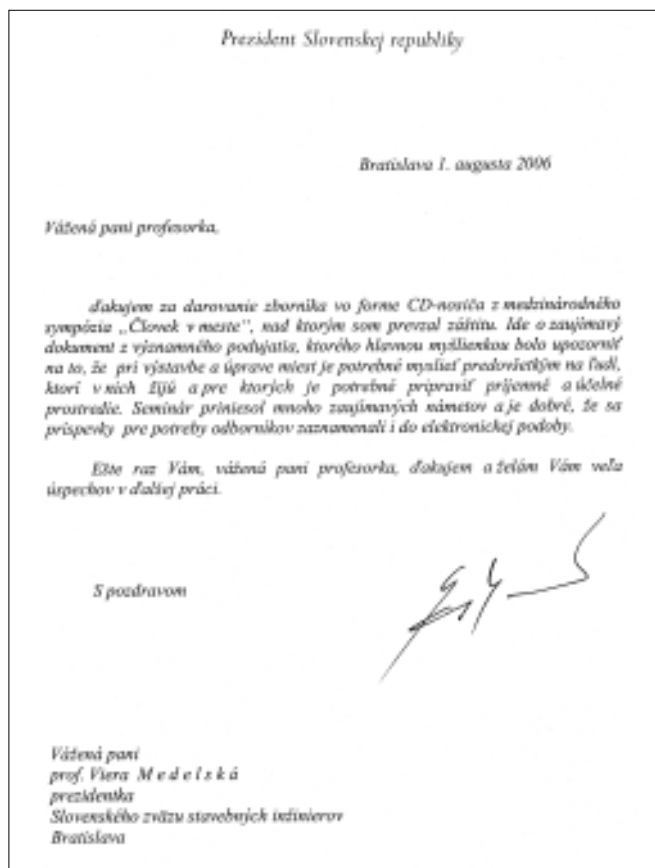 Prezident Slovenskej republiky
Bratislava 1. augusta 2006
Vážená pani profesorka,
ďakujem za darovanie zborníka vo forme CD-nosiča z medzinárodného
sympózia „Človek v meste“, nad ktorým som prevzal záštitu. Ide o zaujímavý
dokument z významného podujatia, ktorého hlavnou myšlienkou bolo upozorniť
na to, že pri výstavbe a úprave miest je potrebné myslieť predovšetkým na ľudí,
ktorí v nich žijú a pre ktorých je potrebné pripraviť príjemné a účelné
prostredie. Seminár priniesol mnoho zaujímavých námetov a je dobré, že sa
príspevky pre potreby odborníkov zaznamenali i do elektronickej podoby.
Ešte raz Vám, vážená pani profesorka, ďakujem a želám Vám veľa
úspechov v ďalšej práci.
S pozdravom
Vážená pani
prof. Viera M e d e l s k á
prezidentka
Slovenského zväzu stavebných inžinierov
Bratislava